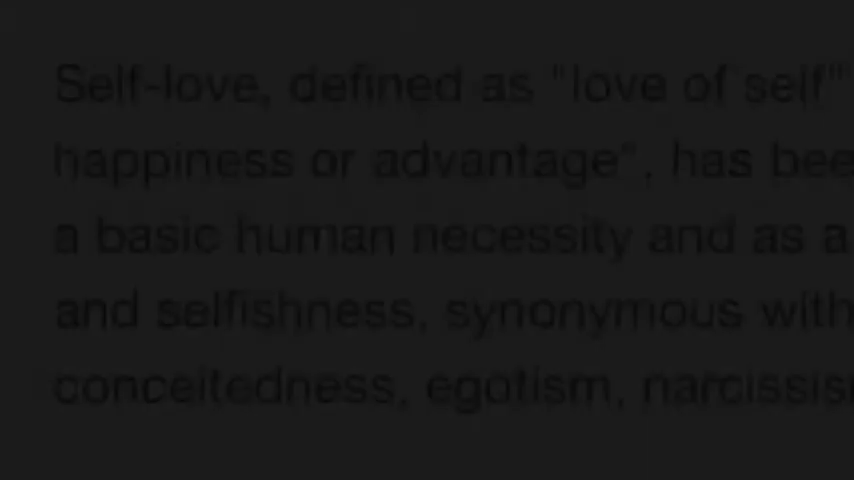 Self-love, defined as "love of self"
happiness or advantage", has bee
a basic human necessity and as a
and selfishness, synonymous with
conceitedness, egotism, narcissis